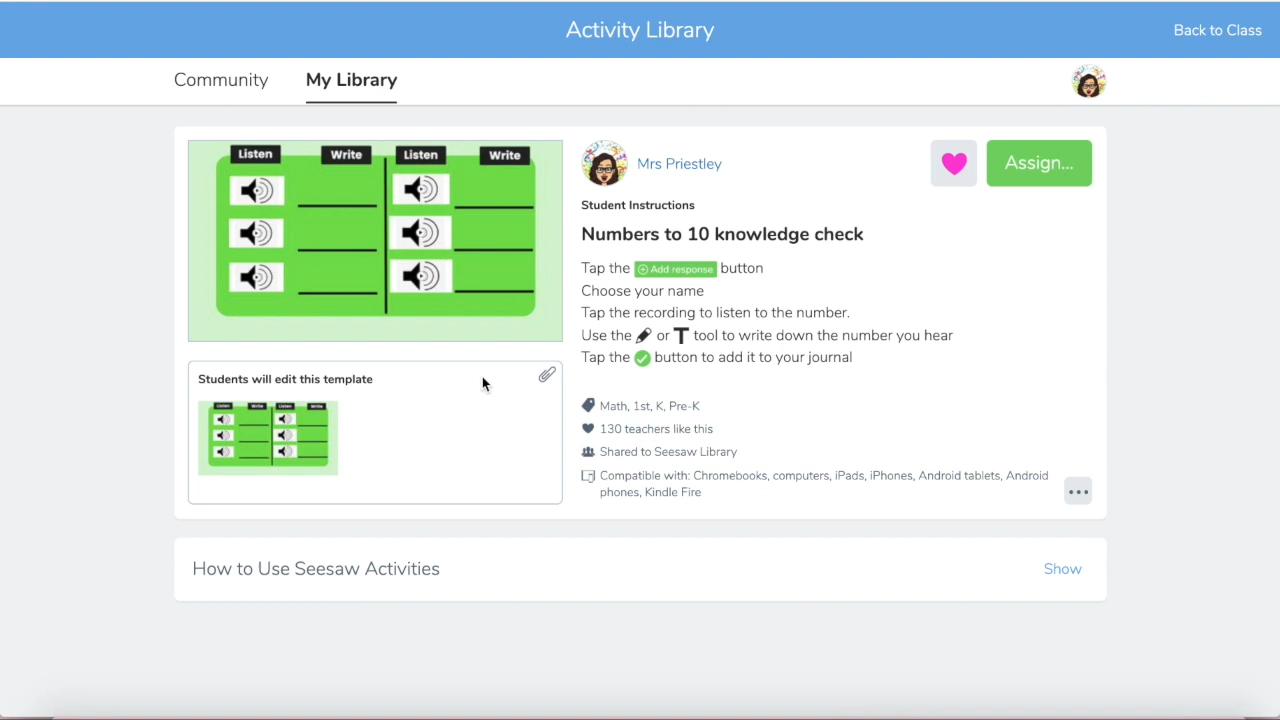 Activity Library
Back to Class
Community
My Library
Listen
Write
Listen
Write
Mrs Priestley
Assign...
Student Instructions
Numbers to 10 knowledge check
Tap the Add response button
Choose your name
Tap the recording to listen to the number.
Use the or T tool to write down the number you hear
Tap the button to add it to your journal
Students will edit this template
Listen
Write
Listen
Write
Math, 1st, K, Pre-K
130 teachers like this
Shared to Seesaw Library
Compatible with: Chromebooks, computers, iPads, iPhones, Android tablets, Android
phones, Kindle Fire
How to Use Seesaw Activities
Show